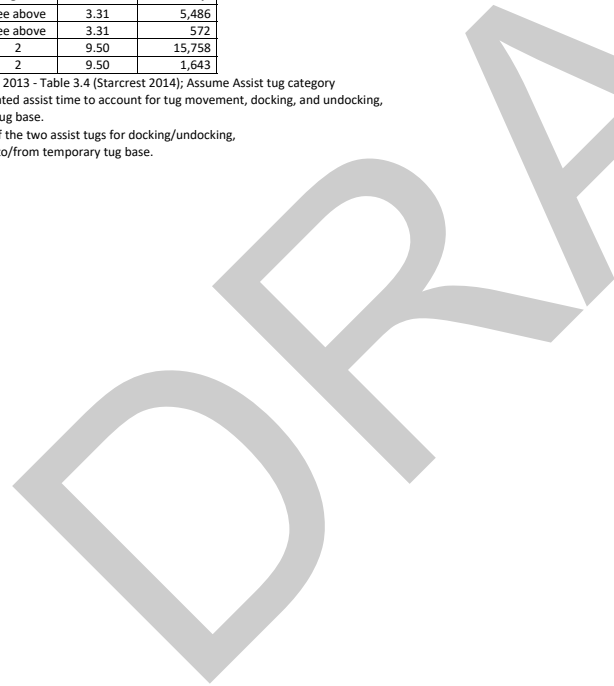 ee above 3.31 5,486
ee above 3.31 572
2 9.50 15,758
2 9.50 1,643
2013 - Table 3.4 (Starcrest 2014); Assume Assist tug category
ted assist time to account for tug movement, docking, and undocking,
ug base.
f the two assist tugs for docking/undocking,
to/from temporary tug base.
DRA